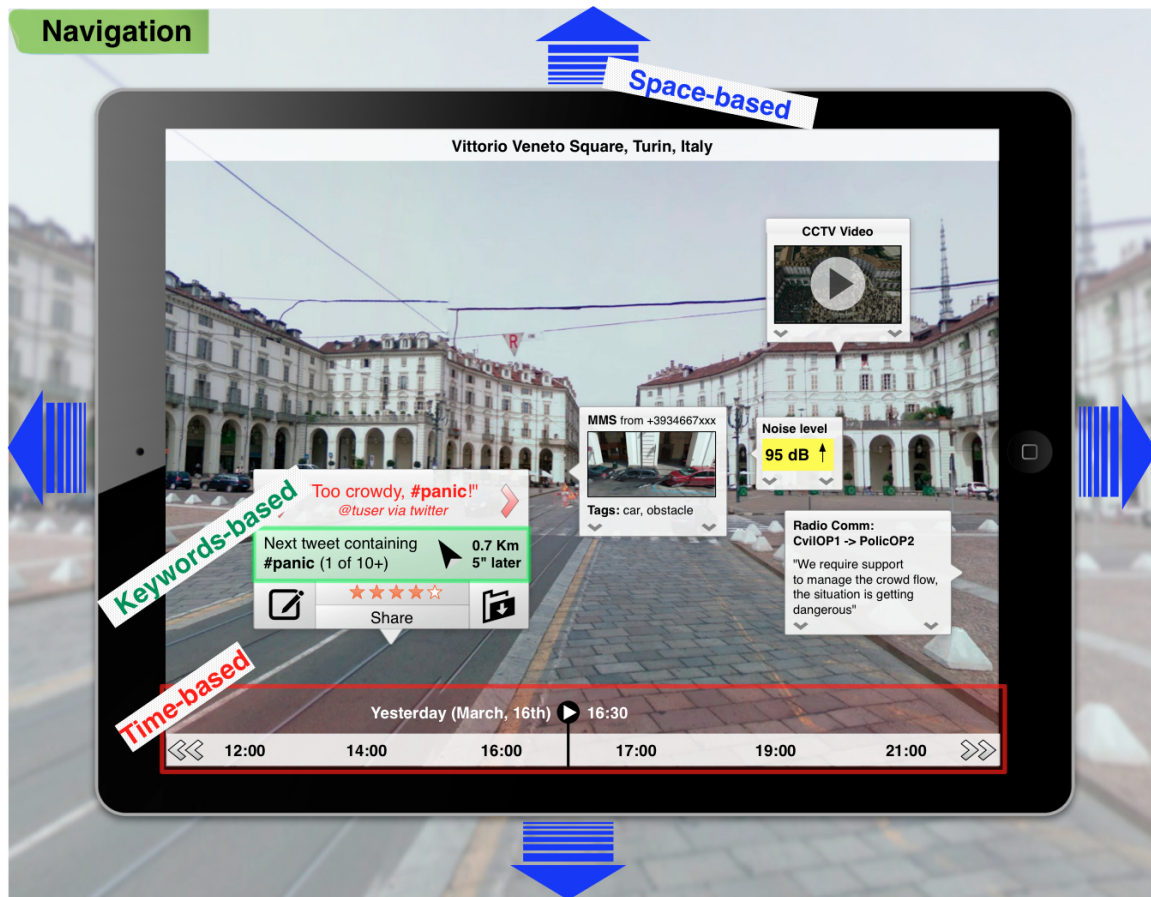 Navigation
Space-based
Vittorio Veneto Square, Turin, Italy
CCTV Video
MMS from +3934667xxx
Tags: car, obstacle
Noise level
95 dB
Radio Comm:
CvilOP1 -> PolicOP2
"We require support
to manage the crowd flow,
the situation is getting
dangerous"
Keywords-based
Too crowdy, #panic!"
@tuser via twitter
Next tweet containing
#panic (1 of 10+)
0.7 Km
5" later
Share
R
Time-based
Yesterday (March, 16th) 16:30
12:00 14:00 16:00 17:00 19:00 21:00